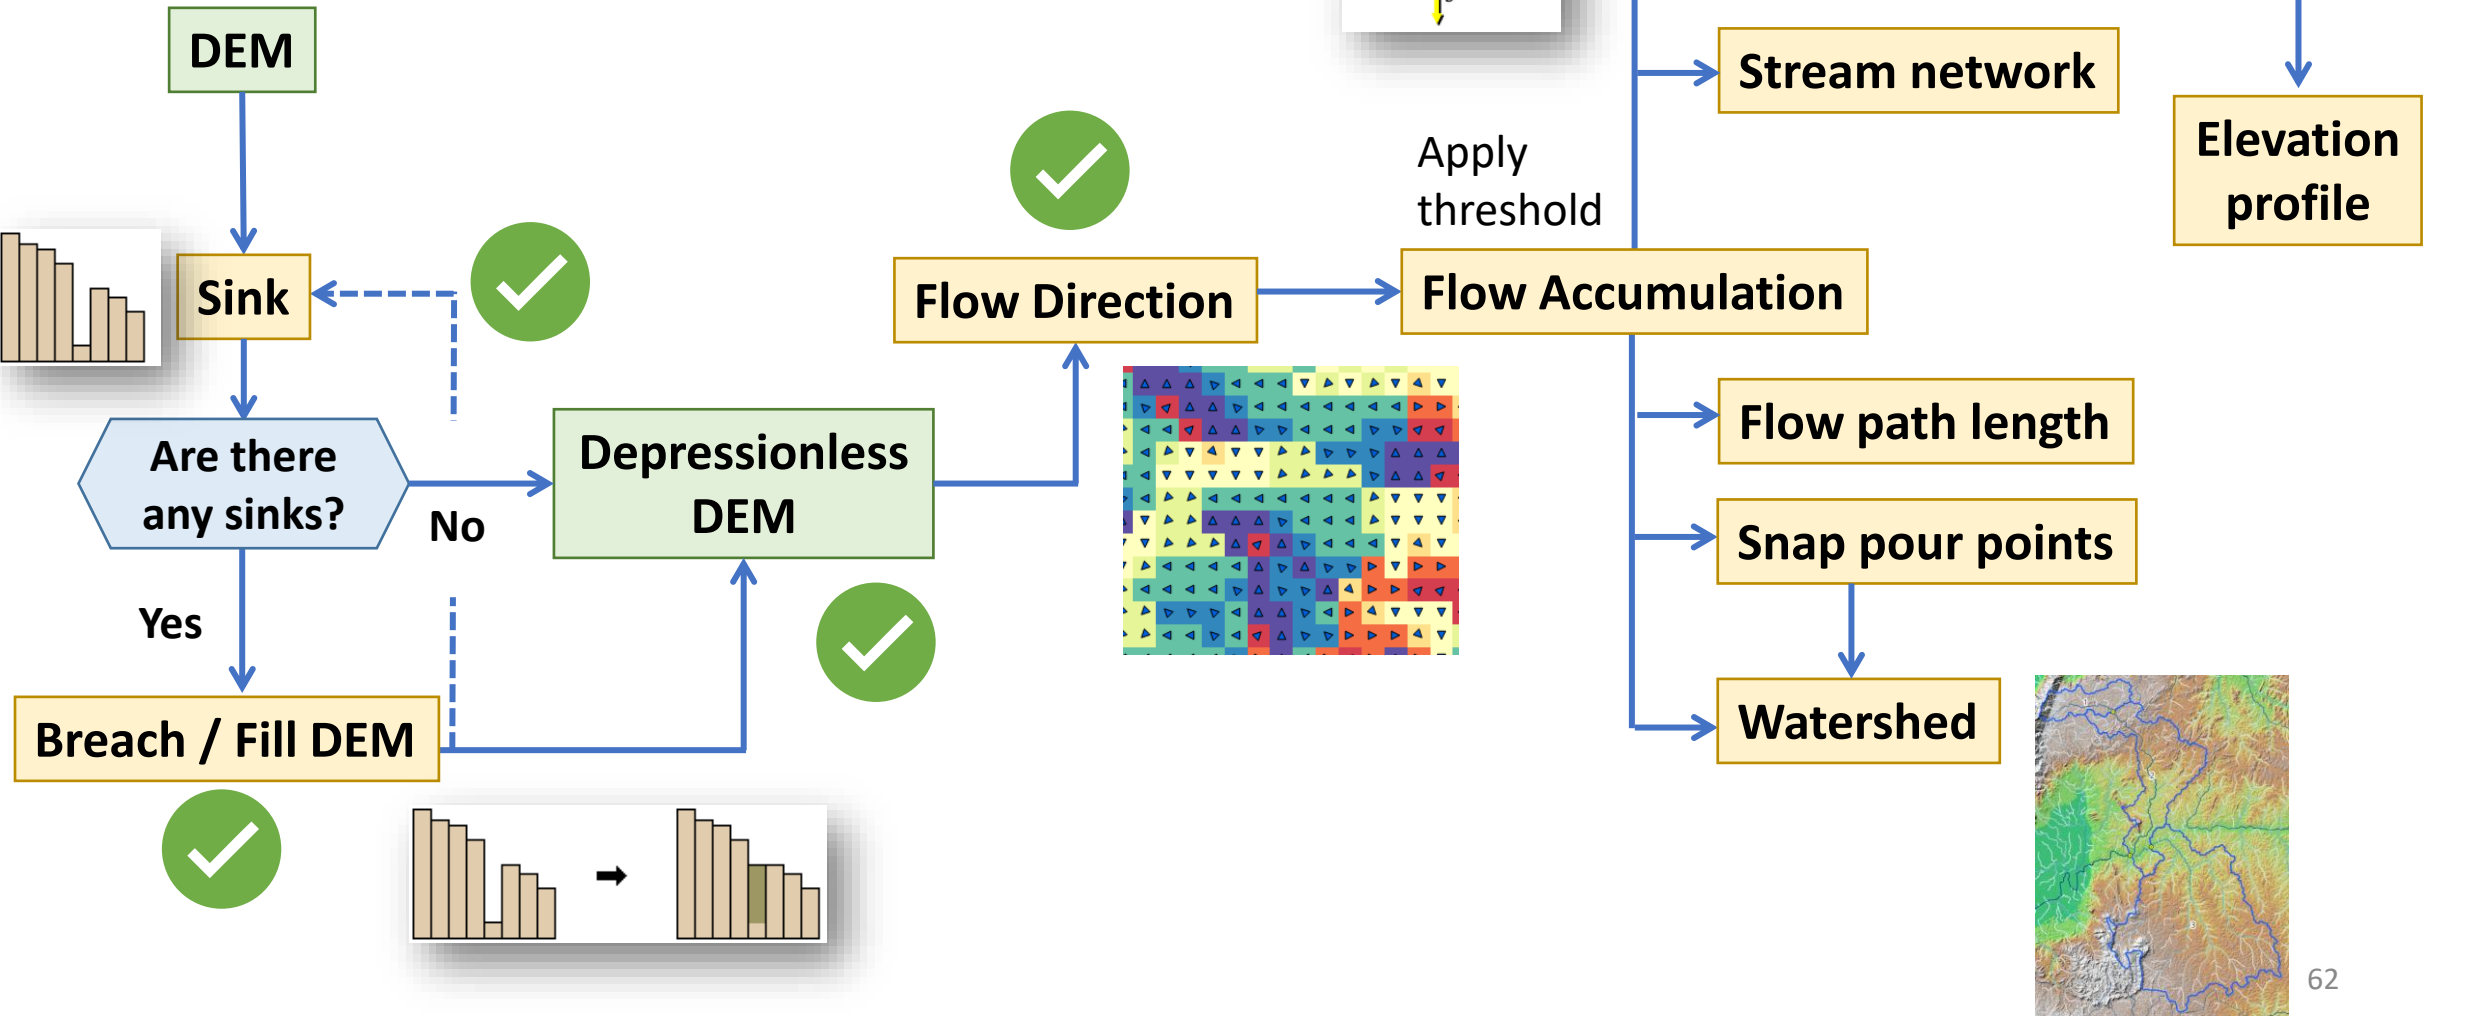 DEM
Stream network
Elevation
profile
Apply
threshold
Sink
Flow Direction
Flow Accumulation
Are there
any sinks?
No
Depressionless
DEM
Flow path length
Snap pour points
Yes
Breach / Fill DEM
Watershed
62